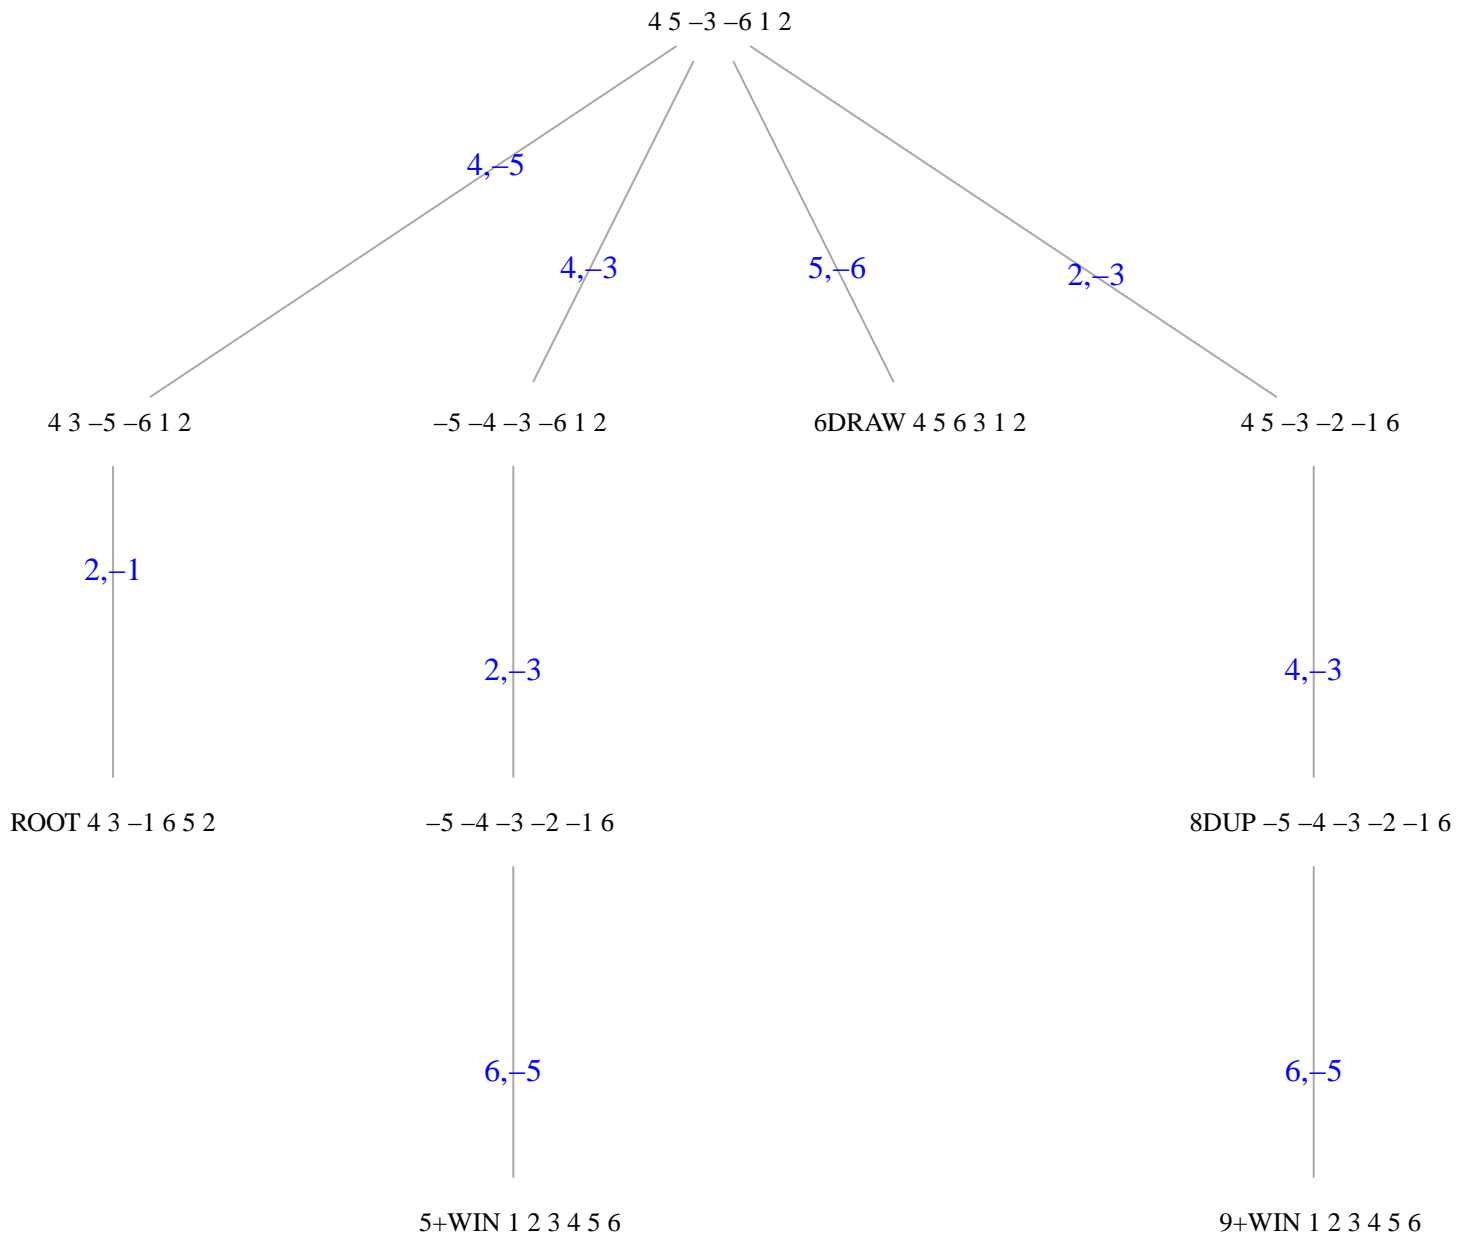 4 5 –3 –6 1 2
4,–5
4,–3
5,–6
2,–3
4 3 –5 –6 1 2
–5 –4 –3 –6 1 2
6DRAW 4 5 6 3 1 2
4 5 –3 –2 –1 6
2,–1
2,–3
4,–3
ROOT 4 3 –1 6 5 2
–5 –4 –3 –2 –1 6
8DUP –5 –4 –3 –2 –1 6
6,–5
6,–5
5+WIN 1 2 3 4 5 6
9+WIN 1 2 3 4 5 6